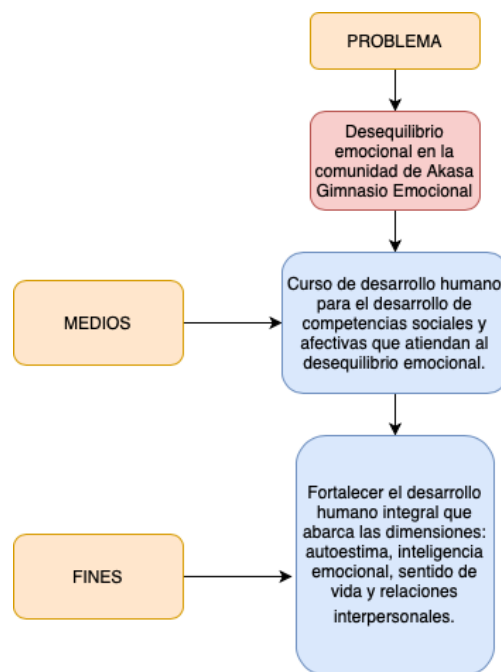 PROBLEMA
Desequilibrio
emocional en la
comunidad de Akasa
Gimnasio Emocional
MEDIOS
Curso de desarrollo humano
para el desarrollo de
competencias sociales y
afectivas que atiendan al
desequilibrio emocional.
FINES
Fortalecer el desarrollo
humano integral que
abarca las dimensiones:
autoestima, inteligencia
emocional, sentido de
vida y relaciones
interpersonales.